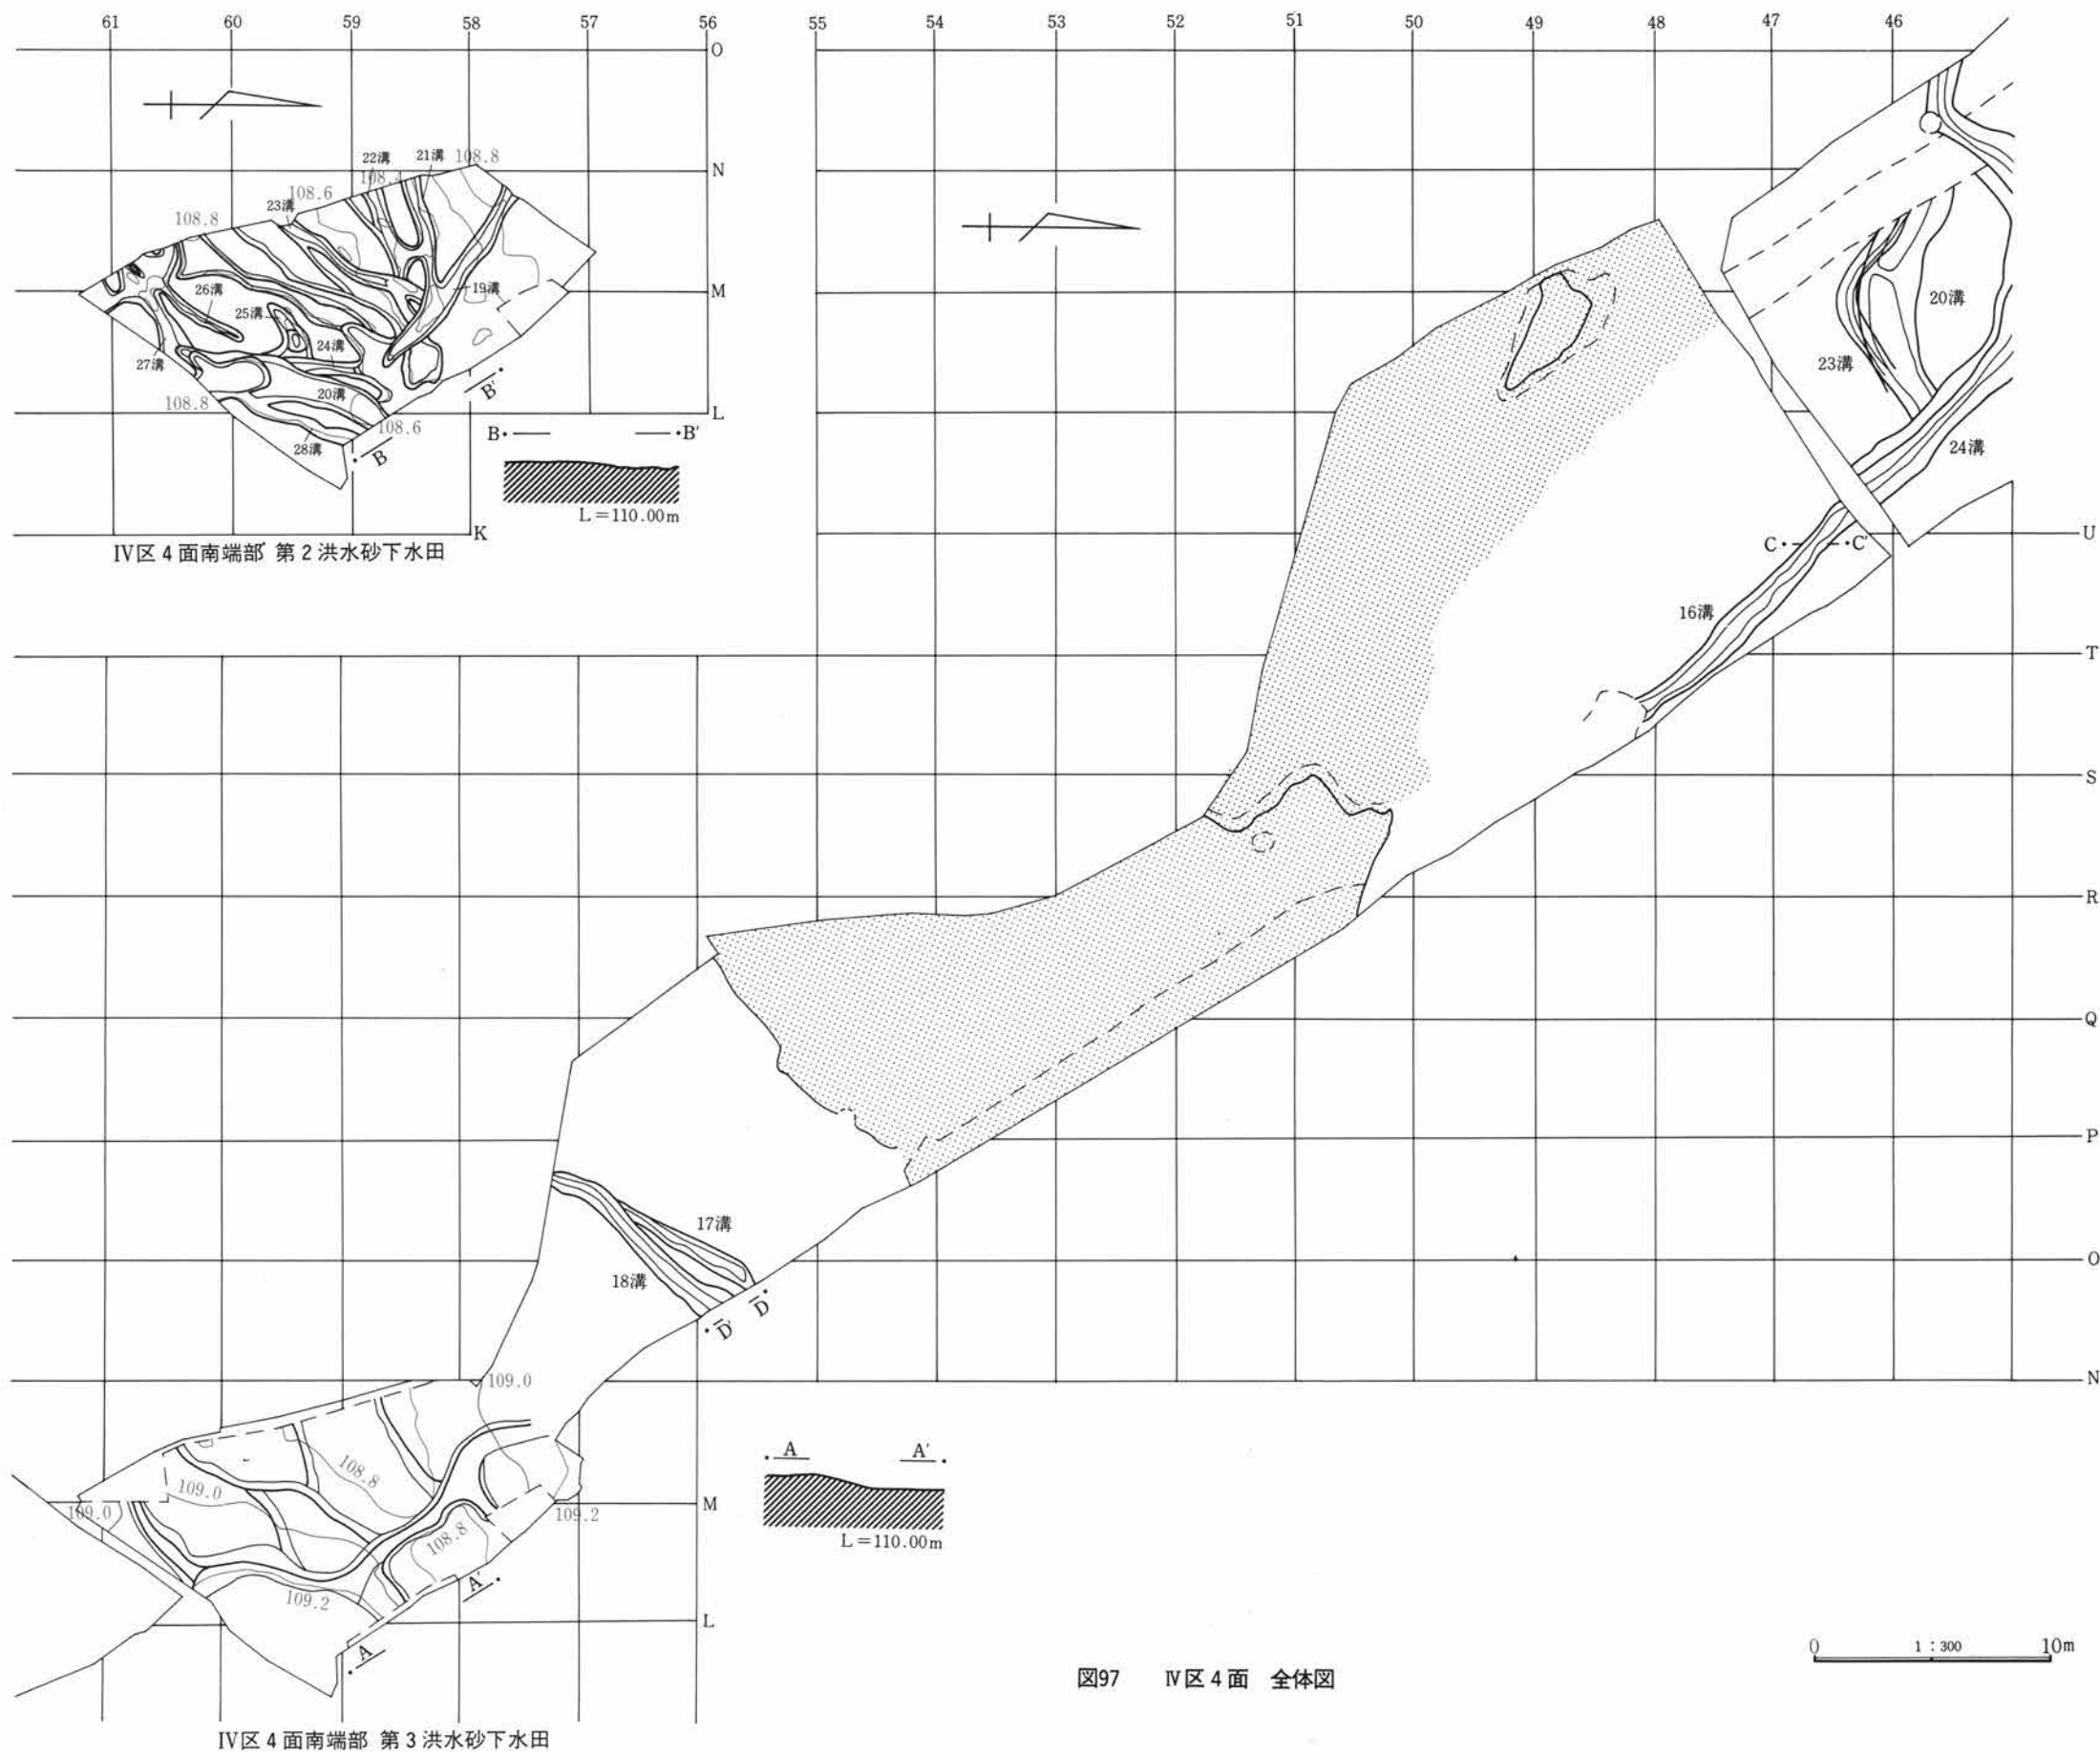 61 60 59 58 57 56 55 54 53 52 51 50 49 48 47 46
O
N
M
L
K
22溝
21溝
108.8
108.4
108.6
23溝
108.8
26溝
25溝
19溝
24溝
27溝
20溝
108.8
108.6
28溝
B
B'
B
B'
L=110.00m
Ⅳ区4面南端部 第2洪水砂下水田
20溝
23溝
24溝
C
C'
16溝
U
T
S
R
Q
P
O
N
17溝
18溝
D
D'
109.0
108.8
109.0
109.0
108.8
109.2
109.2
M
L
A
A'
A
A'
L=110.00m
Ⅳ区4面南端部 第3洪水砂下水田
図97 Ⅳ区4面 全体図
0 1:300 10m